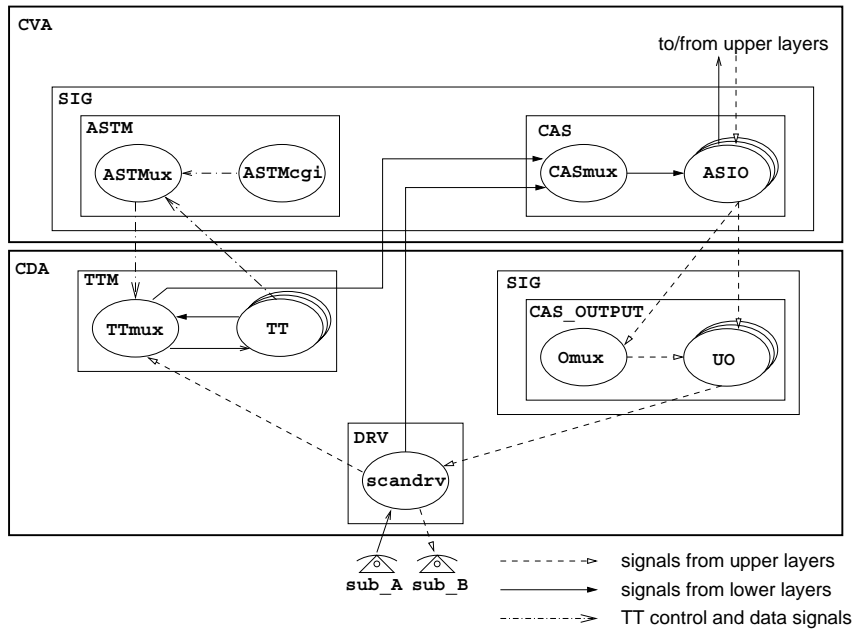 CVA
to/from upper layers
SIG
ASTM
CAS
ASTMux
ASTMcgi
CASmux
ASIO
CDA
TTM
SIG
CAS_OUTPUT
TTmux
TT
Omux
UO
DRV
scandrv
sub_A
sub_B
signals from upper layers
signals from lower layers
TT control and data signals